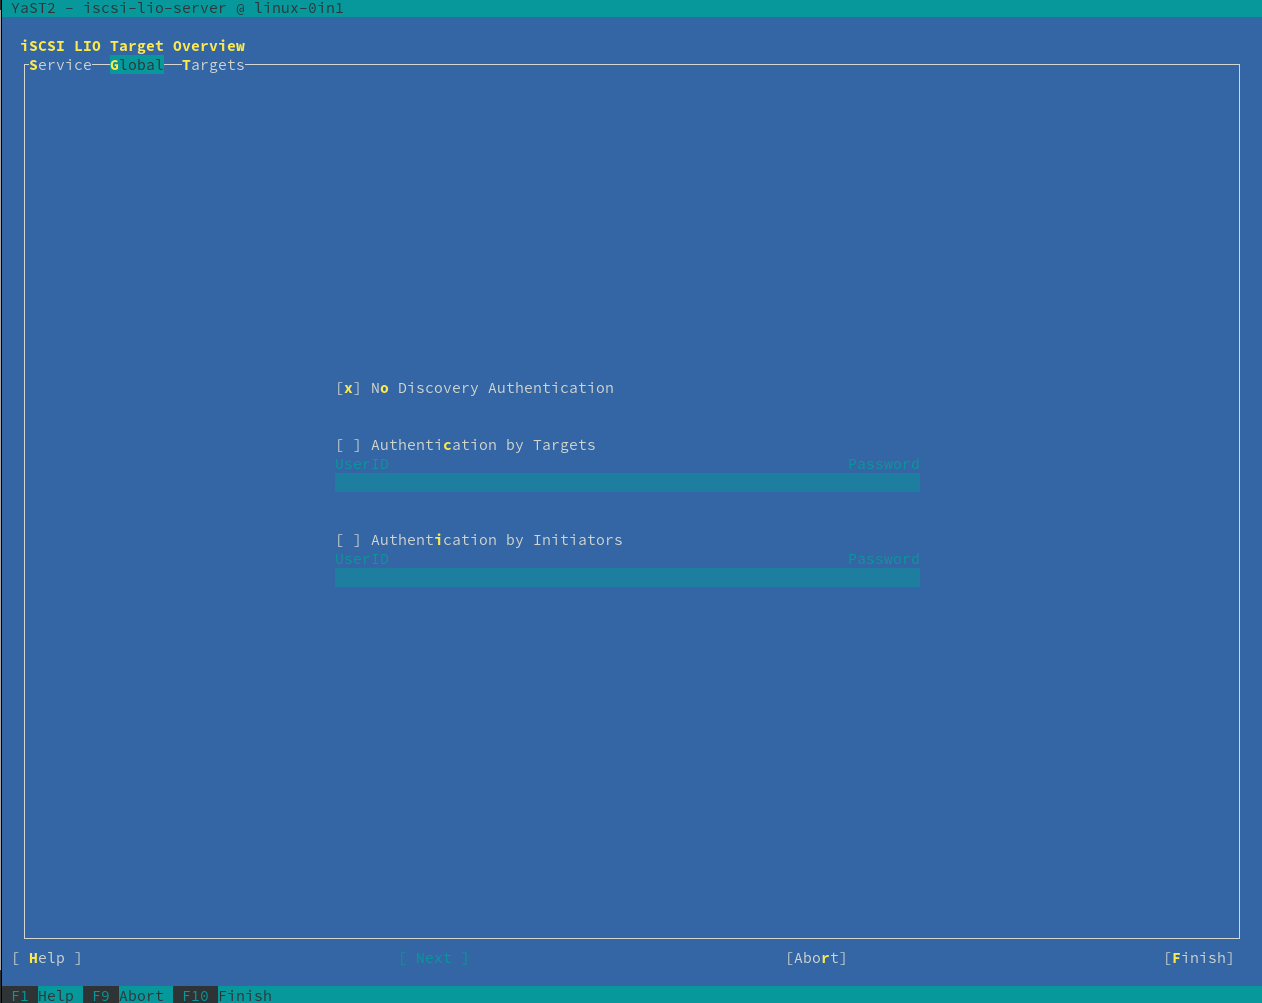 YaST2 - iscsi-lio-server @ linux-0in1
iSCSI LIO Target Overview
Service Global Targets
[x] No Discovery Authentication
[ ] Authentication by Targets
UserID Password
[ ] Authentication by Initiators
UserID Password
[ Help ] [ Next ] [Abort] [Finish]
F1 Help F9 Abort F10 Finish